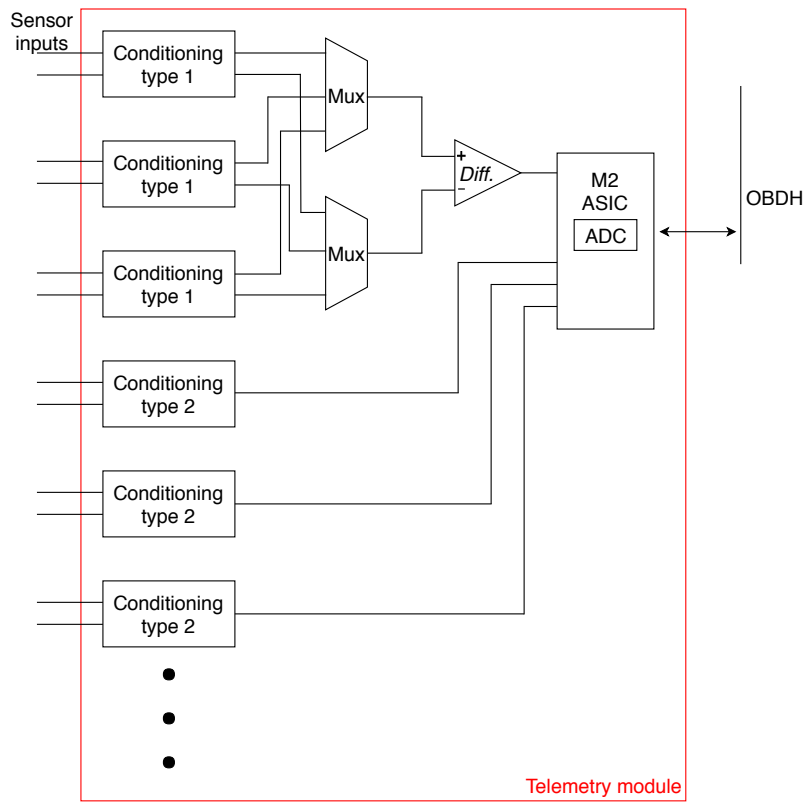 Sensor
inputs
Conditioning
type 1
Mux
Conditioning
type 1
+
Diff.
−
M2
ASIC
ADC
OBDH
Mux
Conditioning
type 1
Conditioning
type 2
Conditioning
type 2
Conditioning
type 2
Telemetry module